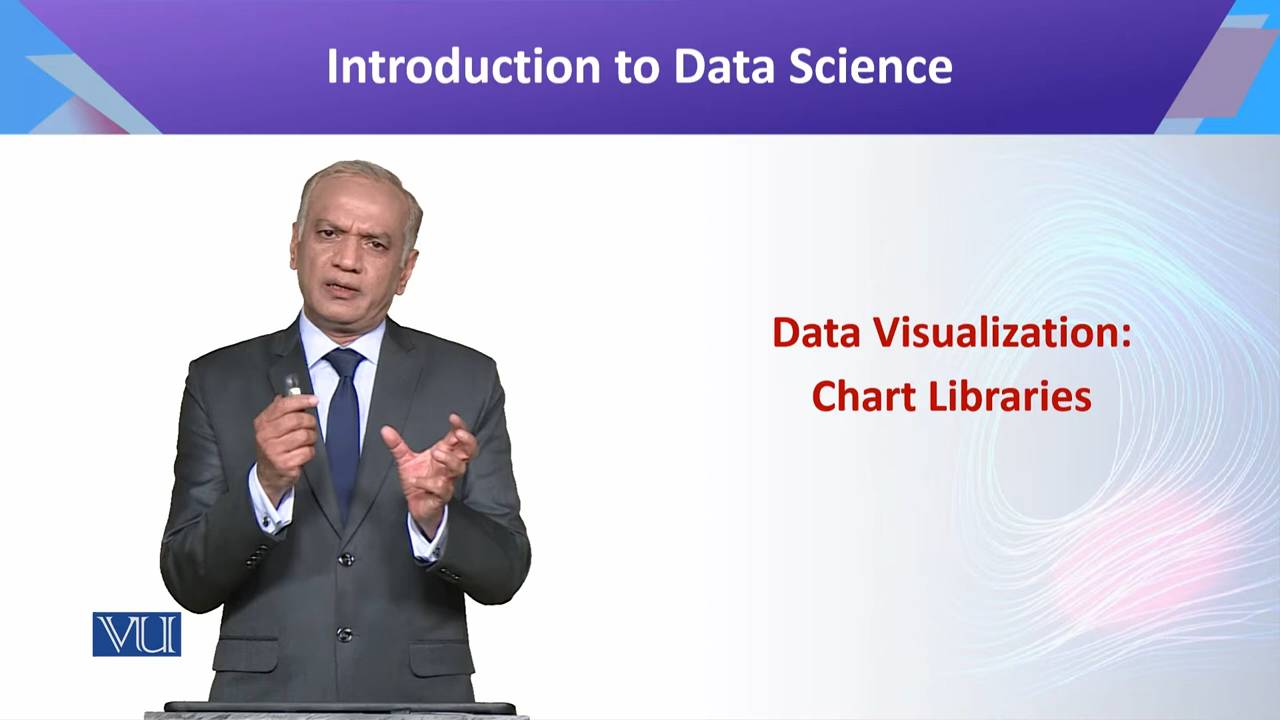 Introduction to Data Science
Data Visualization:
Chart Libraries
VU